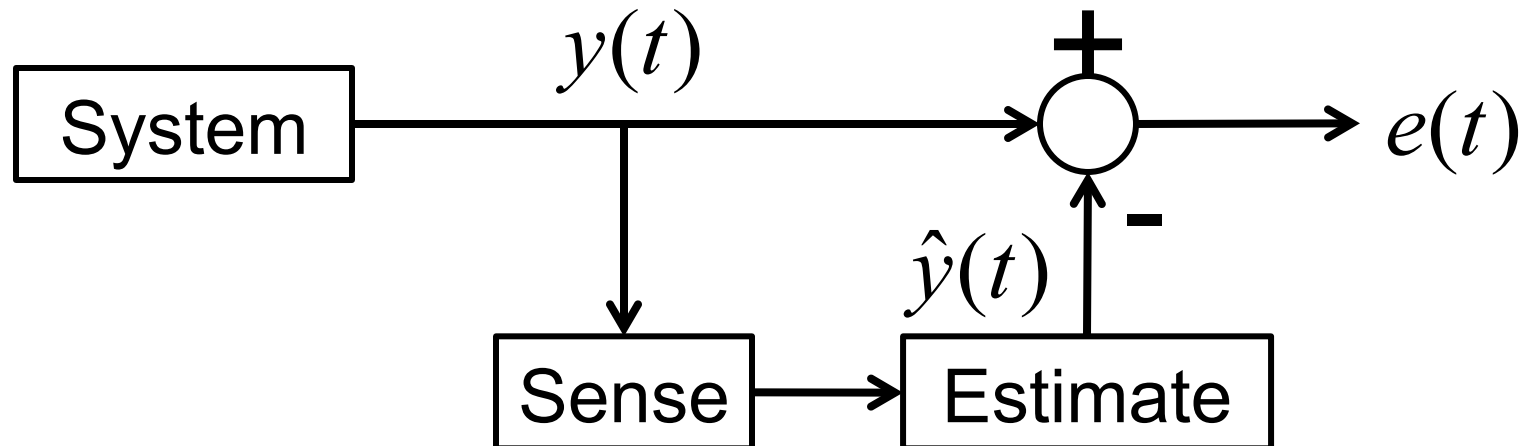 y(t)
+
System
e(t)
-
ŷ(t)
Sense
Estimate